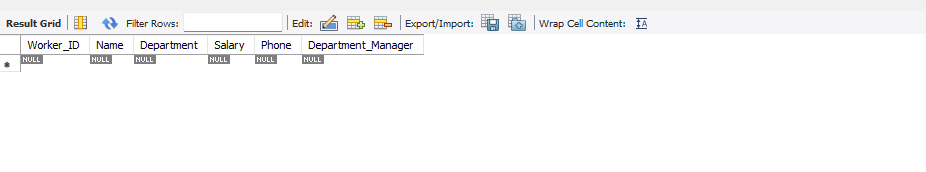 Result Grid Filter Rows: Edit: Export/Import: Wrap Cell Content: IA
Worker_ID Name Department Salary Phone Department_Manager
NULL NULL NULL NULL NULL NULL